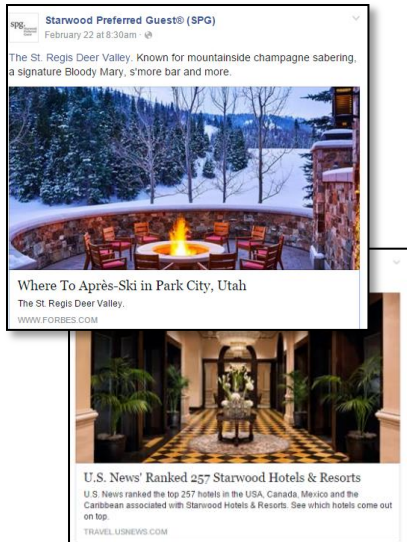 spg.
Starwood Preferred Guest® (SPG)
February 22 at 8:30am ·
The St. Regis Deer Valley. Known for mountainside champagne sabering,
a signature Bloody Mary, s'more bar and more.
Where To Après-Ski in Park City, Utah
The St. Regis Deer Valley.
WWW.FORBES.COM
U.S. News' Ranked 257 Starwood Hotels & Resorts
U.S. News ranked the top 257 hotels in the USA, Canada, Mexico and the
Caribbean associated with Starwood Hotels & Resorts. See which hotels come out
on top.
TRAVEL.USNEWS.COM